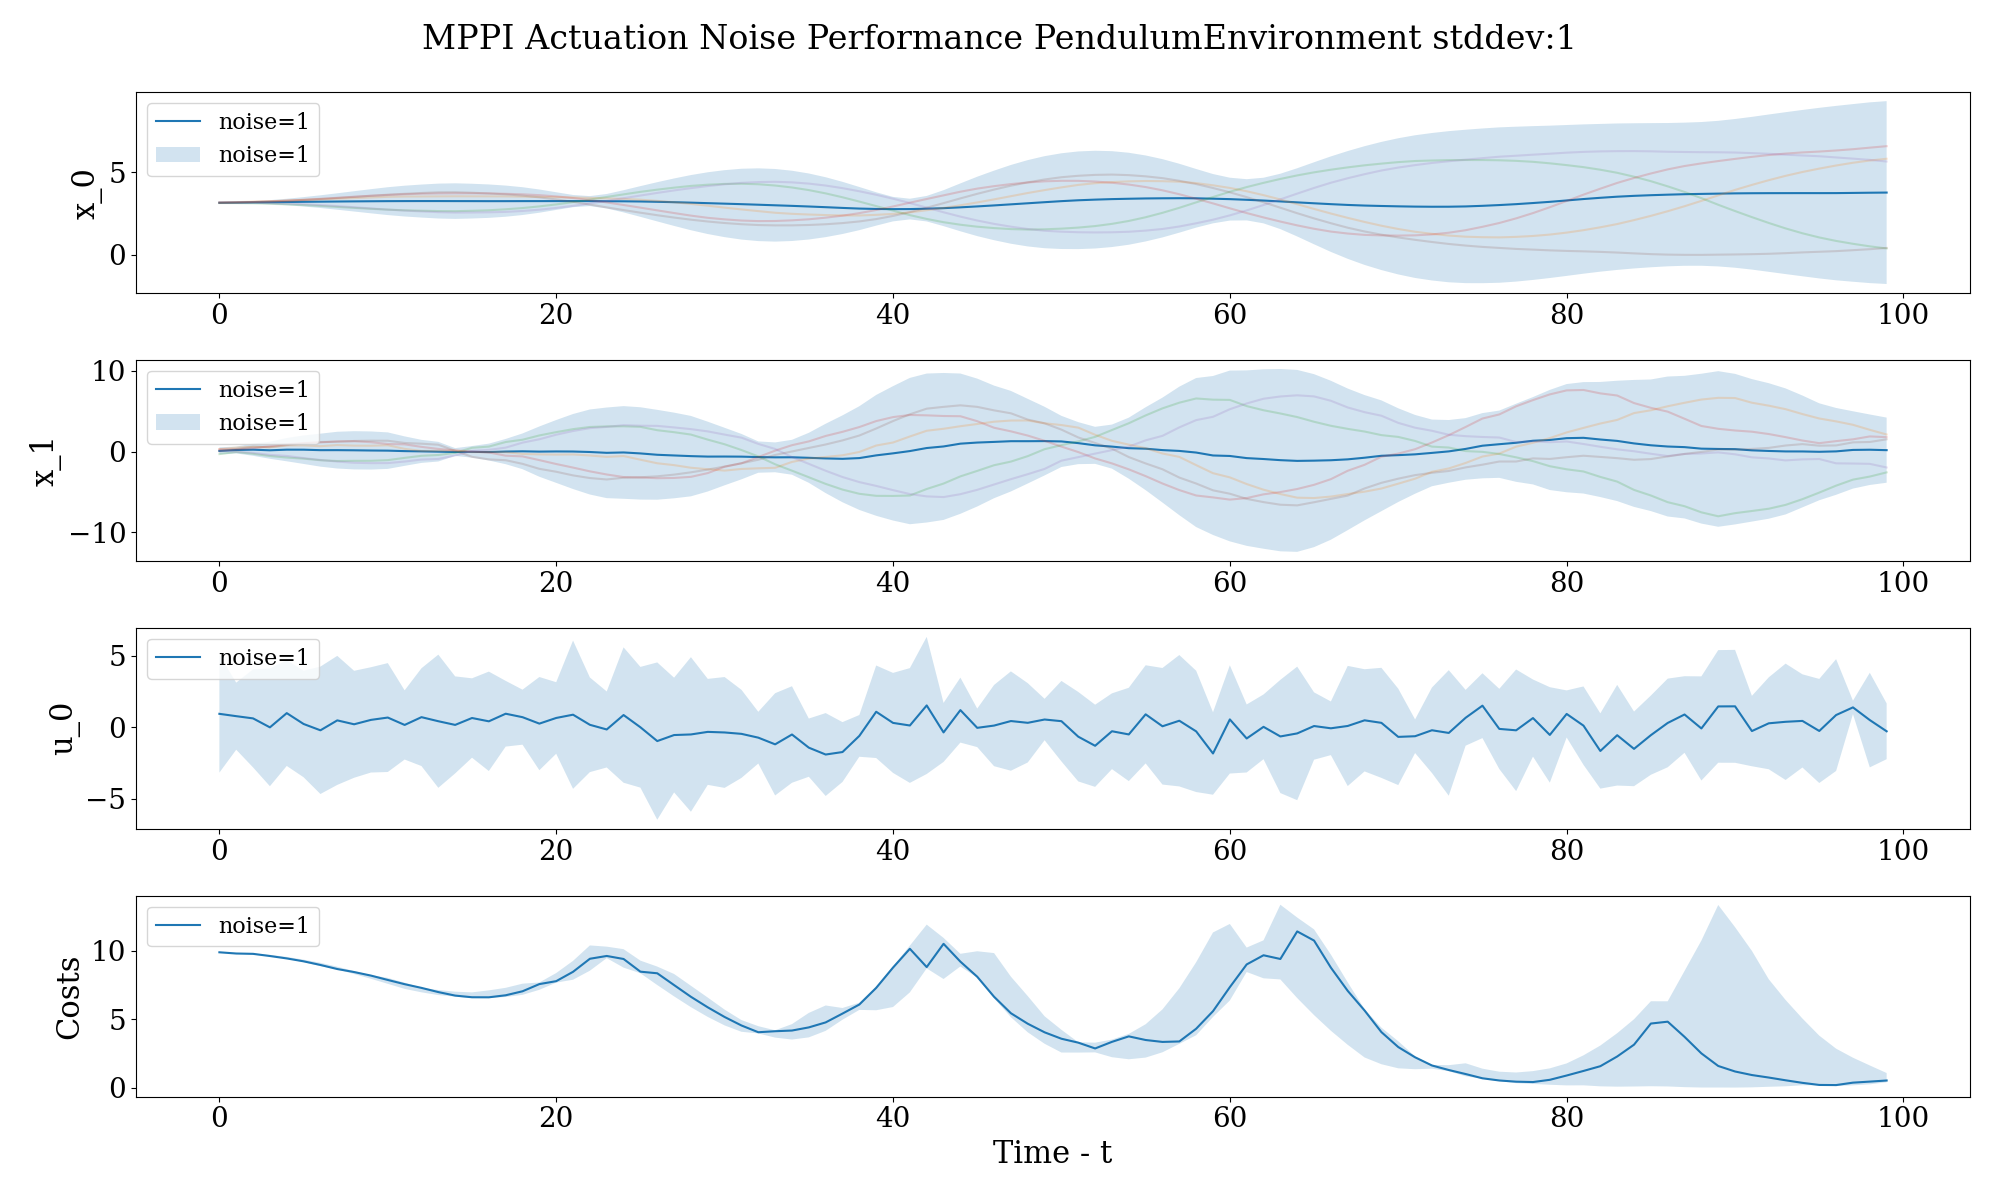 MPPI Actuation Noise Performance PendulumEnvironment stddev:1
noise=1
noise=1
x_0
5
0
0 20 40 60 80 100
noise=1
noise=1
x_1
10
0
−10
0 20 40 60 80 100
noise=1
u_0
5
0
−5
0 20 40 60 80 100
noise=1
Costs
10
5
0
0 20 40 60 80 100
Time - t